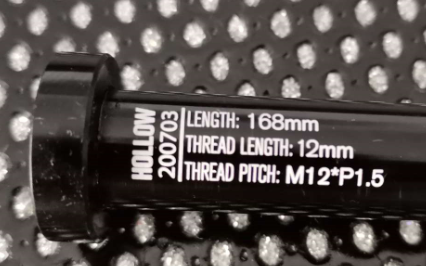 HOLLOW
200703
LENGTH: 168mm
THREAD LENGTH: 12mm
THREAD PITCH: M12*P1.5